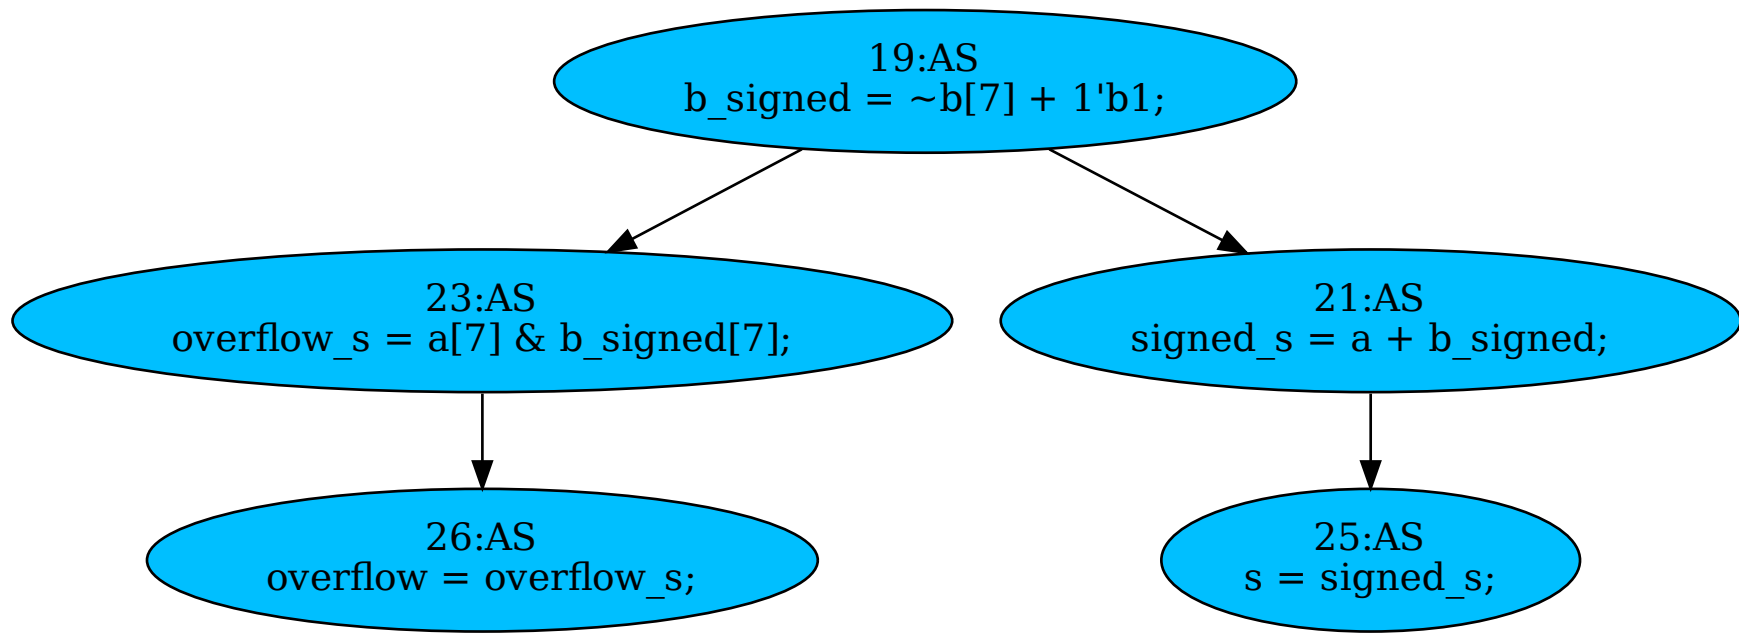 19:AS
b_signed = ~b[7] + 1'b1;
23:AS
overflow_s = a[7] & b_signed[7];
21:AS
signed_s = a + b_signed;
26:AS
overflow = overflow_s;
25:AS
s = signed_s;